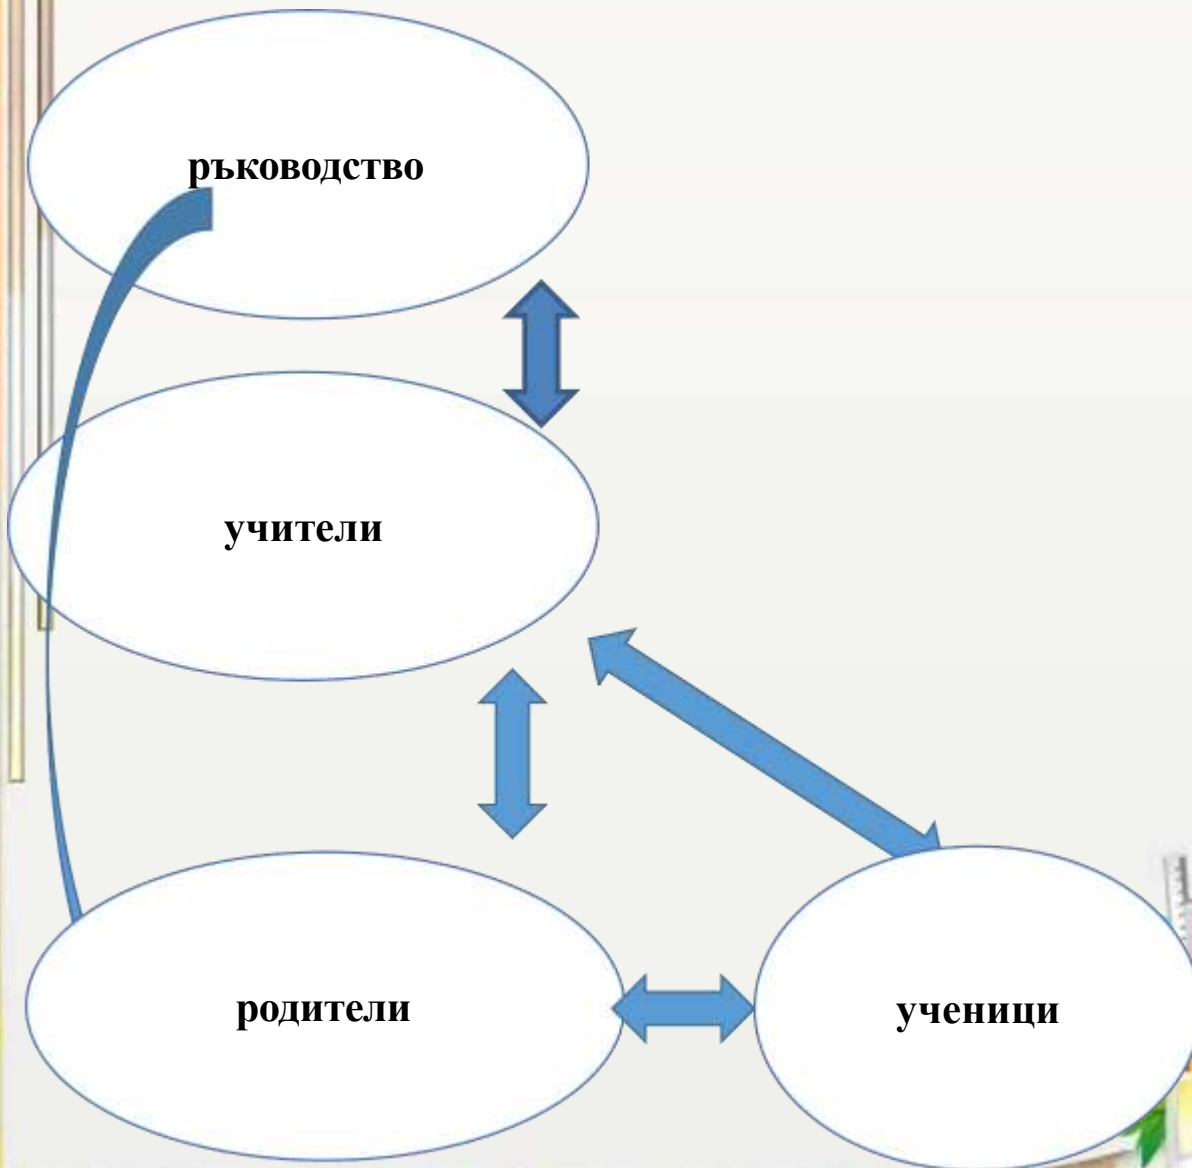 ръководство
учители
родители
ученици